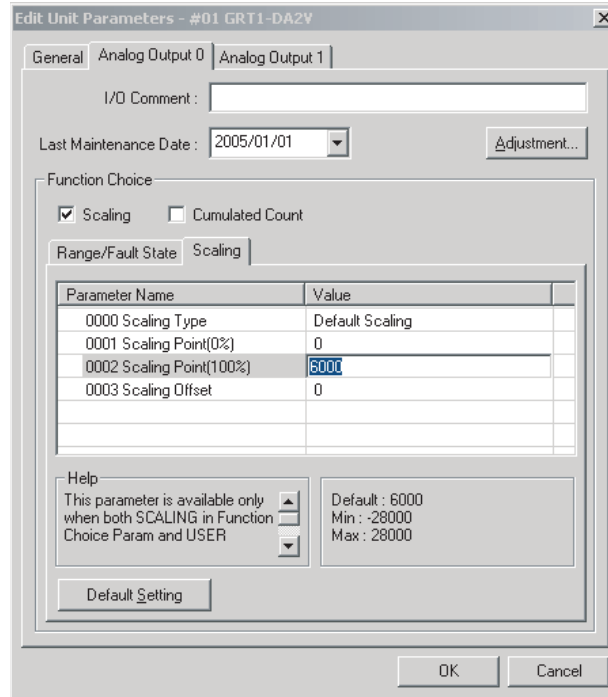 Edit Unit Parameters - #01 GRT1-DA2V
General Analog Output 0 Analog Output 1
I/O Comment :
Last Maintenance Date : 2005/01/01 Adjustment...
Function Choice
Scaling Cumulated Count
Range/Fault State Scaling
Parameter Name Value
0000 Scaling Type Default Scaling
0001 Scaling Point(0%) 0
0002 Scaling Point(100%) 6000
0003 Scaling Offset 0
Help
This parameter is available only
when both SCALING in Function
Choice Param and USER
Default : 6000
Min : -28000
Max : 28000
Default Setting
OK Cancel